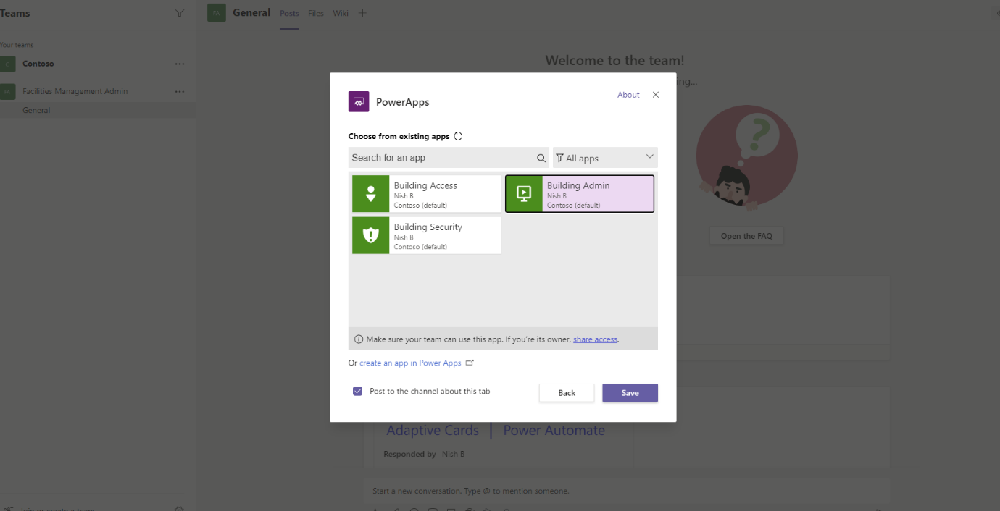 Teams
FA
General
Posts
Files
Wiki
Your teams
C
Contoso
FA
Facilities Management Admin
General
Welcome to the team!
ing...
PowerApps
About
Choose from existing apps
Search for an app
All apps
Building Access
Nish B
Contoso (default)
Building Admin
Nish B
Contoso (default)
Building Security
Nish B
Contoso (default)
Open the FAQ
Make sure your team can use this app. If you're its owner, share access.
Or create an app in Power Apps
Post to the channel about this tab
Back
Save
Adaptive Cards | Power Automate
Responded by Nish B
Start a new conversation. Type @ to mention someone.
Join or create a team